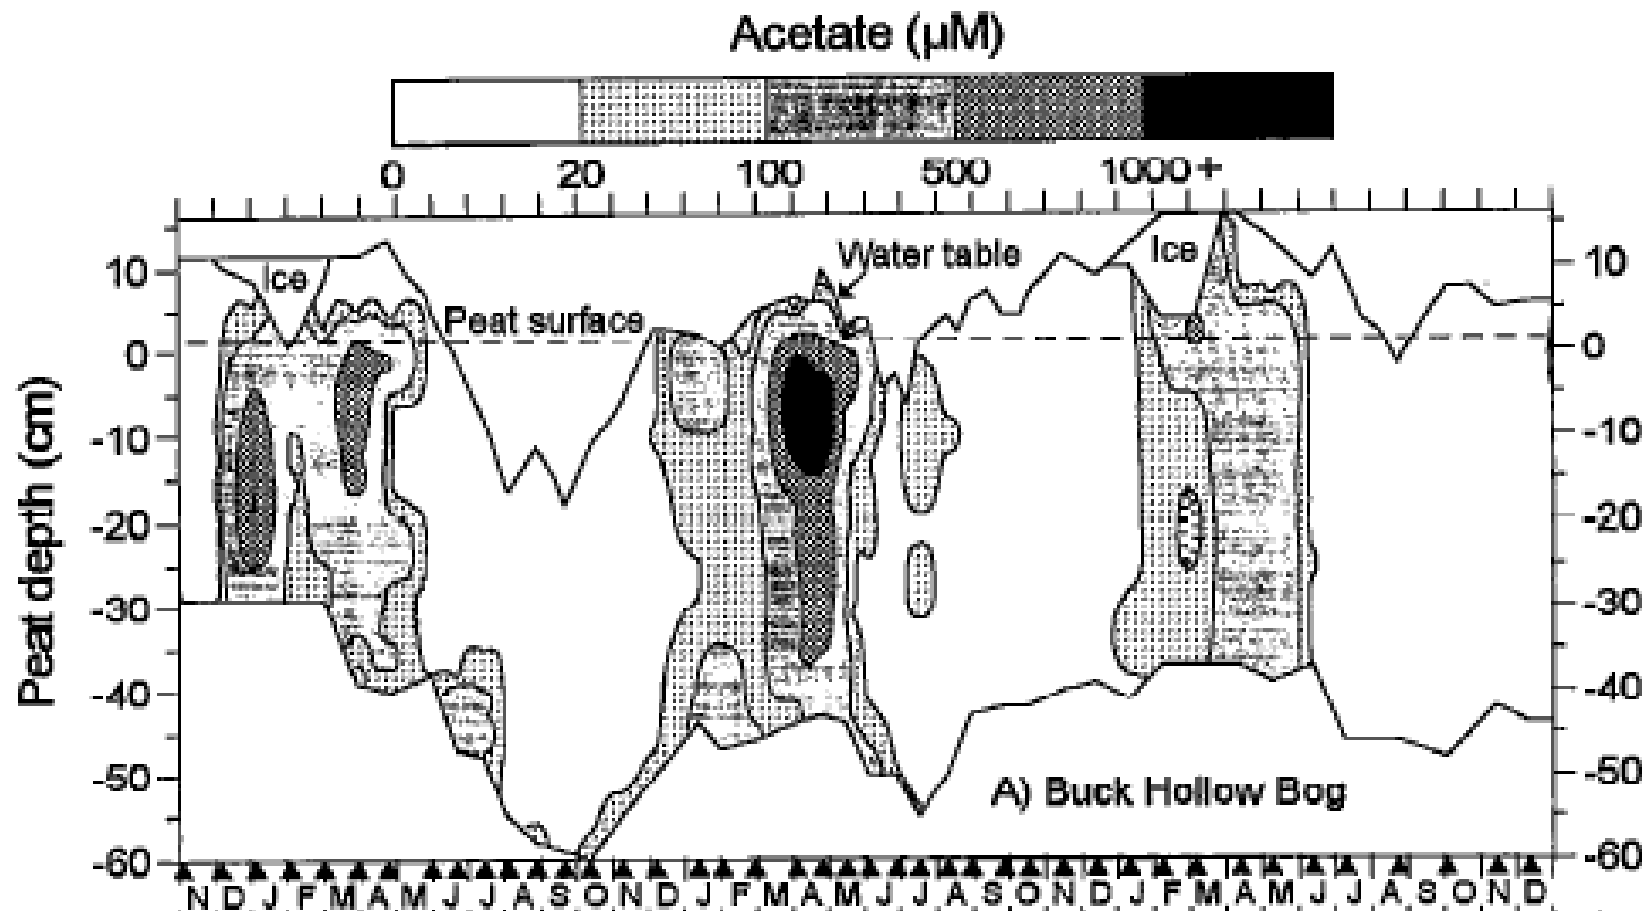 Acetate (µM)
0 20 100 500 1000+
Water table
Ice
Ice
Peat surface
Peat depth (cm)
10
0
-10
-20
-30
-40
-50
-60
10
0
-10
-20
-30
-40
-50
-60
A) Buck Hollow Bog
N D J F M A M J J A S O N D J F M A M J J A S O N D J F M A M J J A S O N D